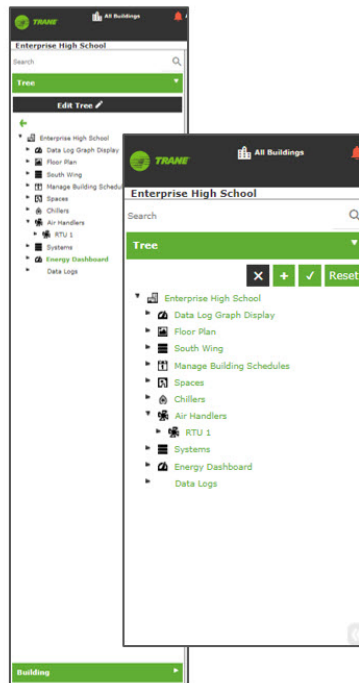 TRANE
All Buildings
Enterprise High School
Search
Tree
Edit Tree
Enterprise High School
Data Log Graph Display
Floor Plan
South Wing
Manage Building Schedul
Spaces
Chillers
Air Handlers
RTU 1
Systems
Energy Dashboard
Data Logs
Building
TRANE
All Buildings
Enterprise High School
Search
Tree
Reset
Enterprise High School
Data Log Graph Display
Floor Plan
South Wing
Manage Building Schedules
Spaces
Chillers
Air Handlers
RTU 1
Systems
Energy Dashboard
Data Logs